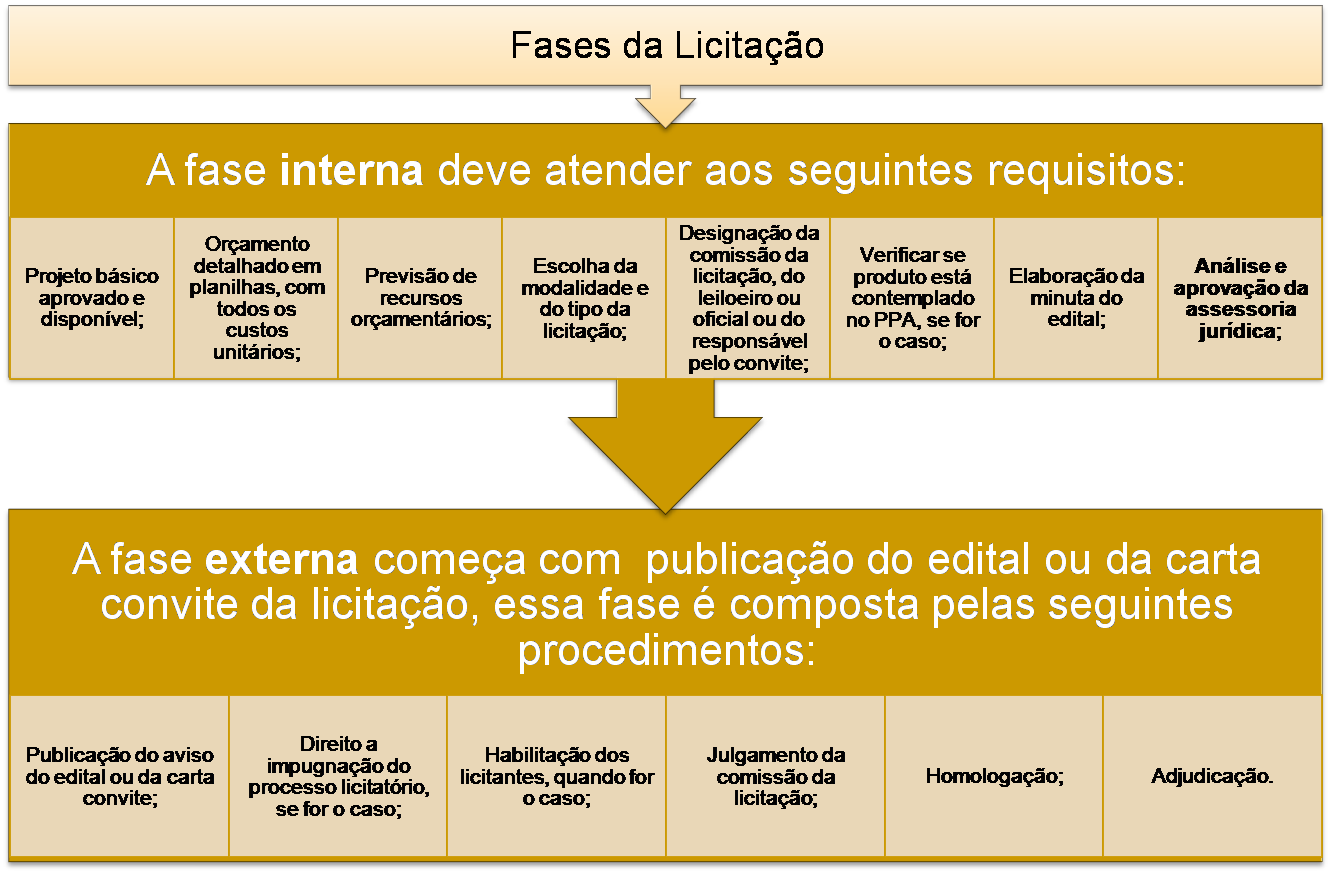 Fases da Licitação
A fase interna deve atender aos seguintes requisitos:
Projeto básico
aprovado e
disponível;
Orçamento
detalhado em
planilhas, com
todos os
custos
unitários;
Previsão de
recursos
orçamentários;
Escolha da
modalidade e
do tipo da
licitação;
Designação da
comissão da
licitação, do
leiloeiro ou
oficial ou do
responsável
pelo convite;
Verificar se
produto está
contemplado
no PPA, se for
o caso;
Elaboração da
minuta do
edital;
Análise e
aprovação da
assessoria
jurídica;
A fase externa começa com  publicação do edital ou da carta
convite da licitação, essa fase é composta pelas seguintes
procedimentos:
Publicação do aviso
do edital ou da carta
convite;
Direito a
impugnação do
processo licitatório,
se for o caso;
Habilitação dos
licitantes, quando for
o caso;
Julgamento da
comissão da
licitação;
Homologação;
Adjudicação.